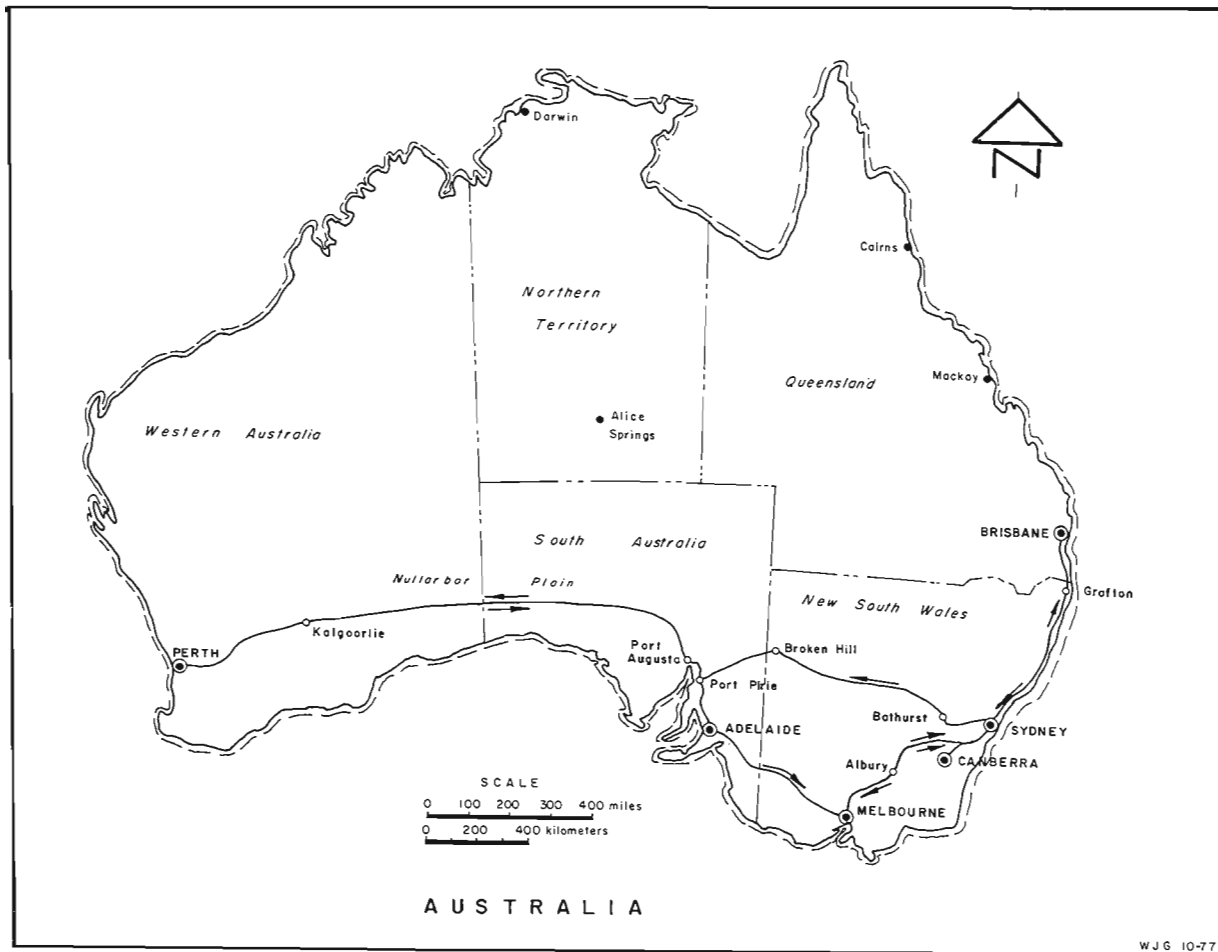 Darwin
N
Cairns
Northern
Territory
Mackay
Queensland
Alice
Springs
Western Australia
BRISBANE
South Australia
Nullarbor Plain
Grafton
New South Wales
Kalgoorlie
Port
Augusta
Broken Hill
PERTH
Port Pirie
Bathurst
ADELAIDE
SYDNEY
Albury
CANBERRA
SCALE
0 100 200 300 400 miles
MELBOURNE
0 200 400 kilometers
AUSTRALIA
WJG 10-77